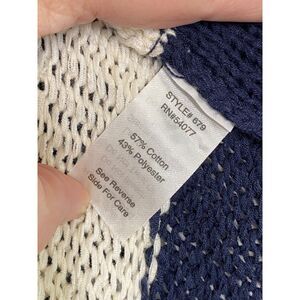 STYLE# 679
RN#54077
57% Cotton
43% Polyester
See Reverse
Side For Care